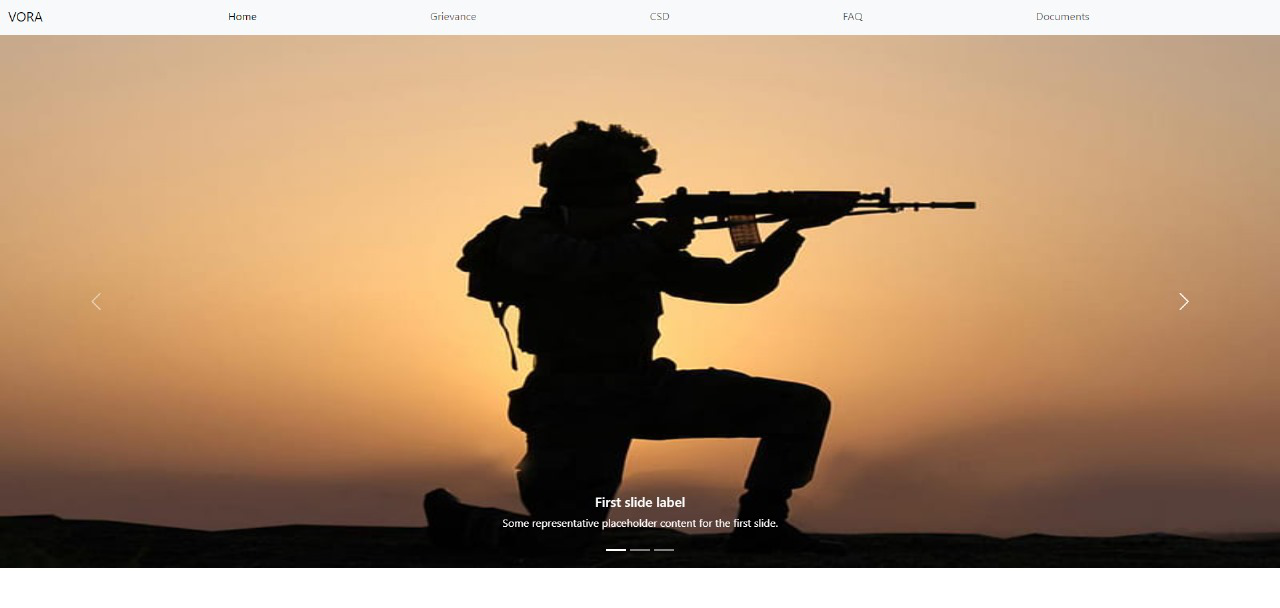 VORA Home Grievance CSD FAQ Documents
First slide label
Some representative placeholder content for the first slide.